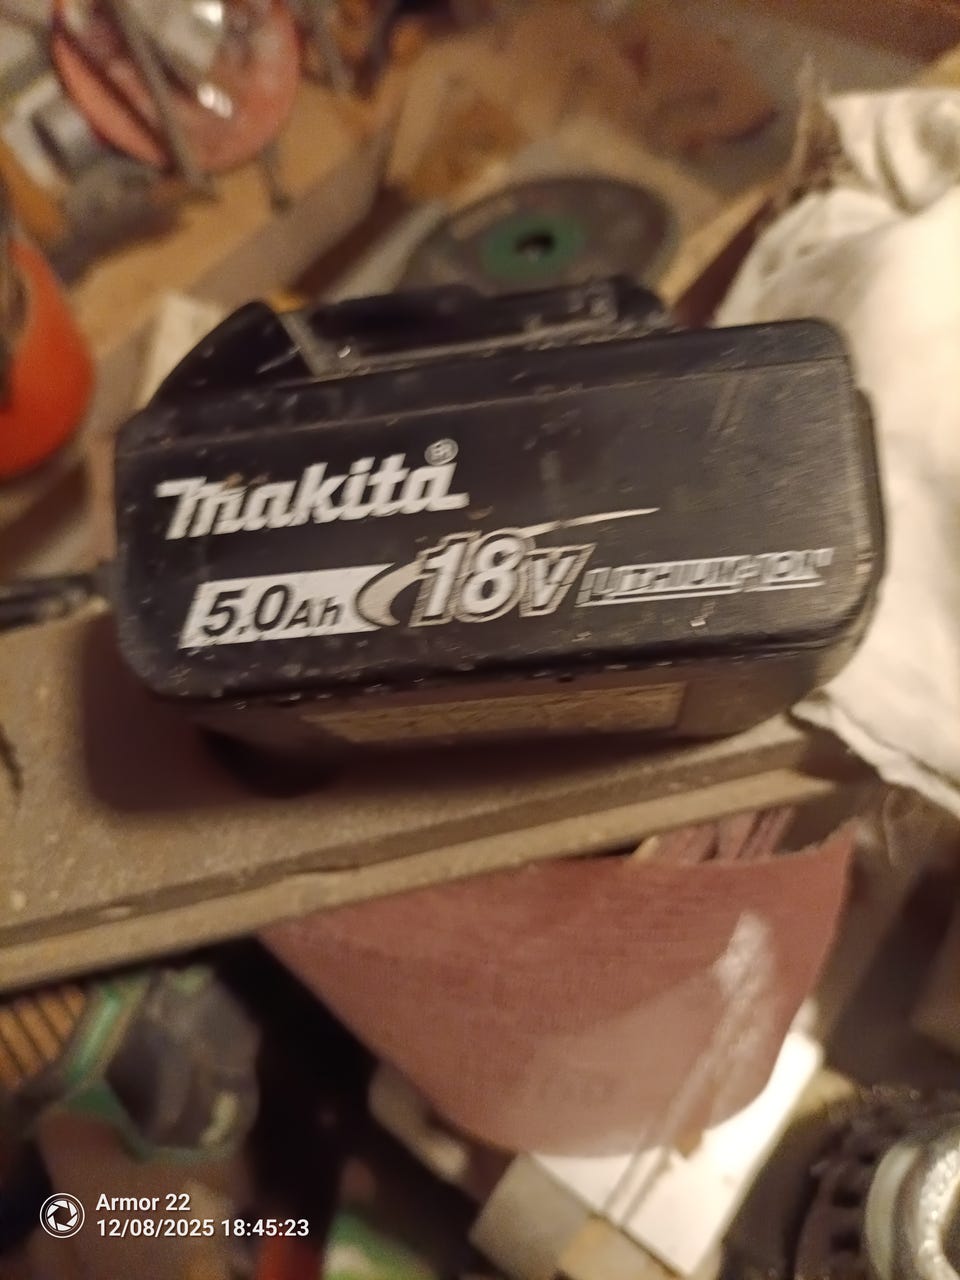 makita®
5.0Ah 18V LITHIUM-ION
Armor 22
12/08/2025 18:45:23